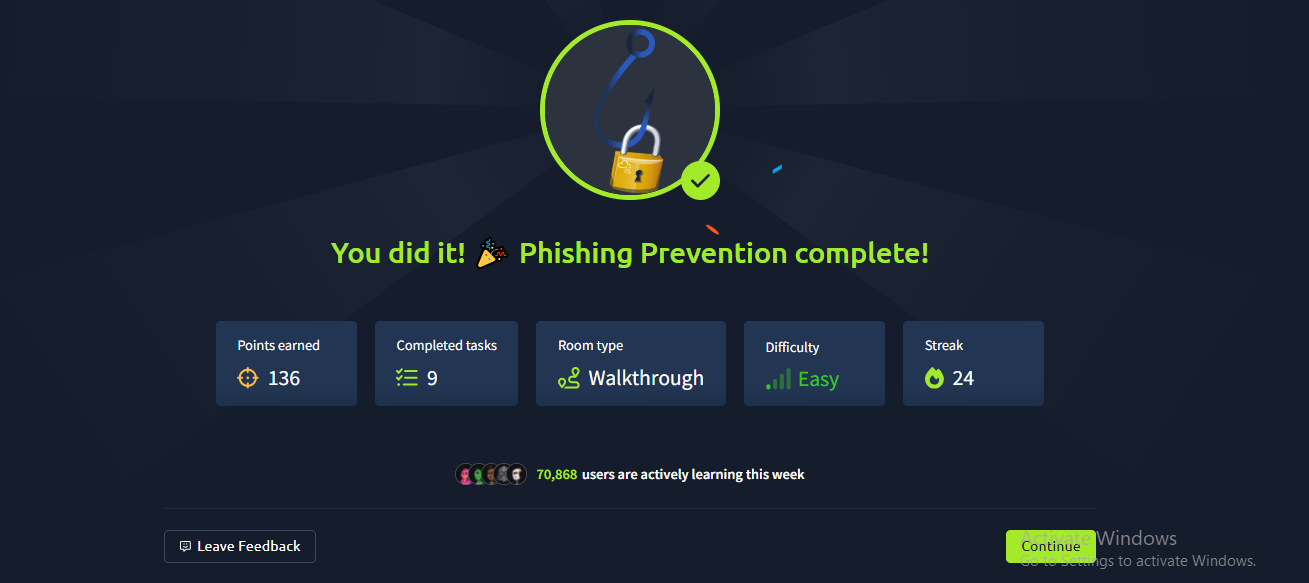 You did it! 🎉 Phishing Prevention complete!
Points earned
136
Completed tasks
9
Room type
Walkthrough
Difficulty
Easy
Streak
24
70,868 users are actively learning this week
Leave Feedback
Continue
Activate Windows
Go to Settings to activate Windows.